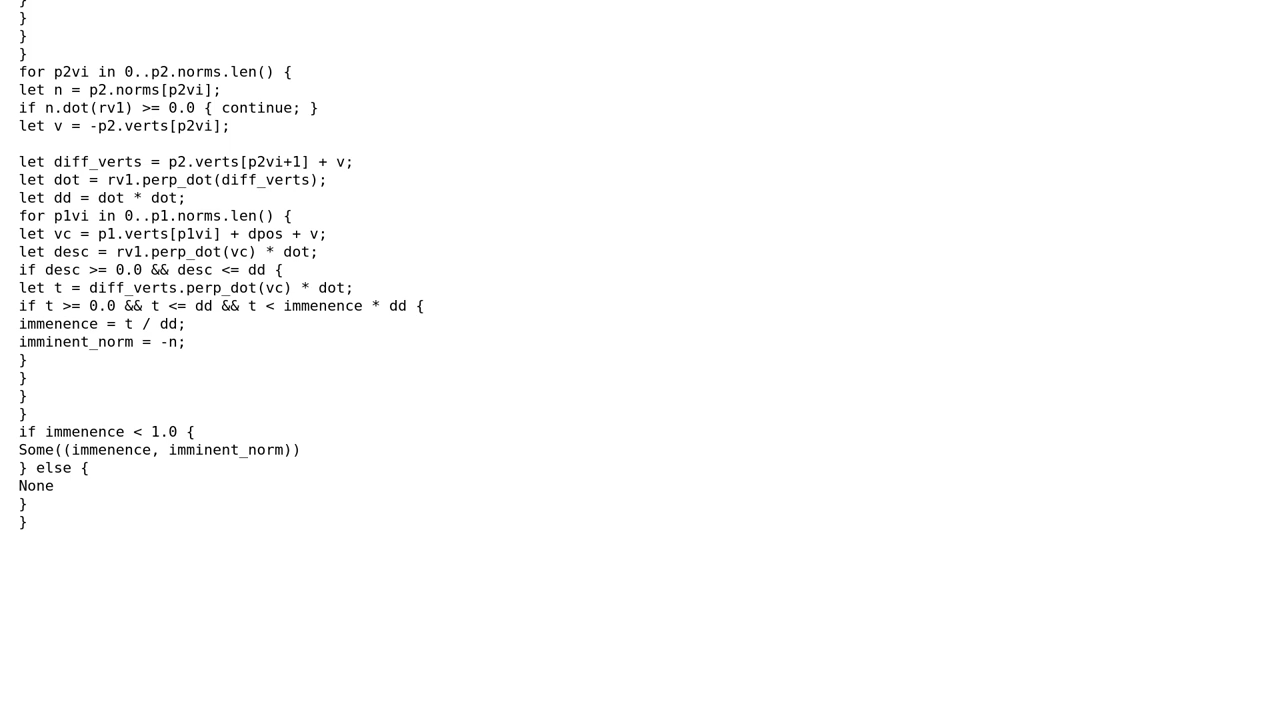 }
}
}
}
for p2vi in 0..p2.norms.len() {
let n = p2.norms[p2vi];
if n.dot(rv1) >= 0.0 { continue; }
let v = -p2.verts[p2vi];

let diff_verts = p2.verts[p2vi+1] + v;
let dot = rv1.perp_dot(diff_verts);
let dd = dot * dot;
for p1vi in 0..p1.norms.len() {
let vc = p1.verts[p1vi] + dpos + v;
let desc = rv1.perp_dot(vc) * dot;
if desc >= 0.0 && desc <= dd {
let t = diff_verts.perp_dot(vc) * dot;
if t >= 0.0 && t <= dd && t < immenence * dd {
immenence = t / dd;
imminent_norm = -n;
}
}
}
}
if immenence < 1.0 {
Some((immenence, imminent_norm))
} else {
None
}
}